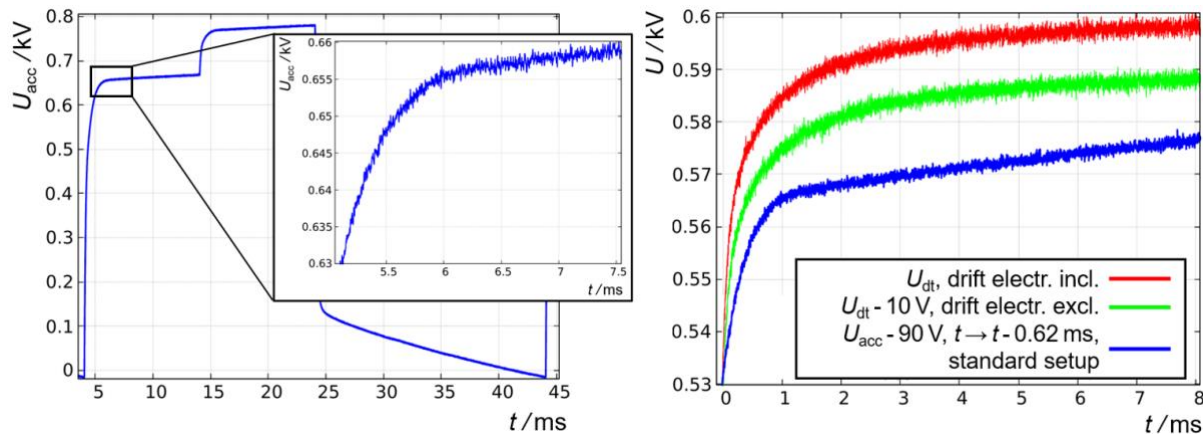 0.8
0.7
0.6
0.5
0.4
0.3
0.2
0.1
0
U_acc / kV
5 10 15 20 25 30 35 40 45
t / ms
0.66
0.655
0.65
0.645
0.64
0.635
0.63
U_acc / kV
5.5 6 6.5 7 7.5
t / ms
0.6
0.59
0.58
0.57
0.56
0.55
0.54
0.53
U / kV
U_dt, drift electr. incl.
U_dt - 10 V, drift electr. excl.
U_acc - 90 V, t → t - 0.62 ms,
standard setup
0 1 2 3 4 5 6 7 8
t / ms